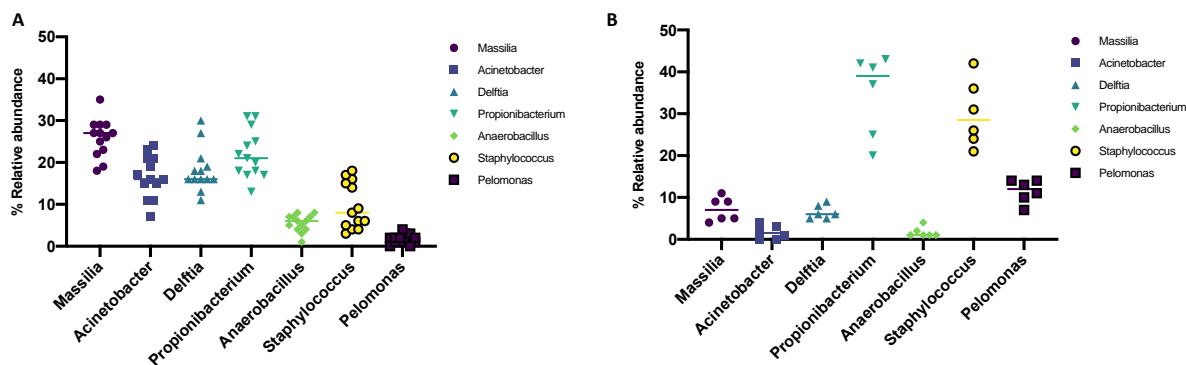 A
% Relative abundance
50
40
30
20
10
0
Massilia
Acinetobacter
Delftia
Propionibacterium
Anaerobacillus
Staphylococcus
Pelomonas
Massilia
Acinetobacter
Delftia
Propionibacterium
Anaerobacillus
Staphylococcus
Pelomonas
B
% Relative abundance
50
40
30
20
10
0
Massilia
Acinetobacter
Delftia
Propionibacterium
Anaerobacillus
Staphylococcus
Pelomonas
Massilia
Acinetobacter
Delftia
Propionibacterium
Anaerobacillus
Staphylococcus
Pelomonas